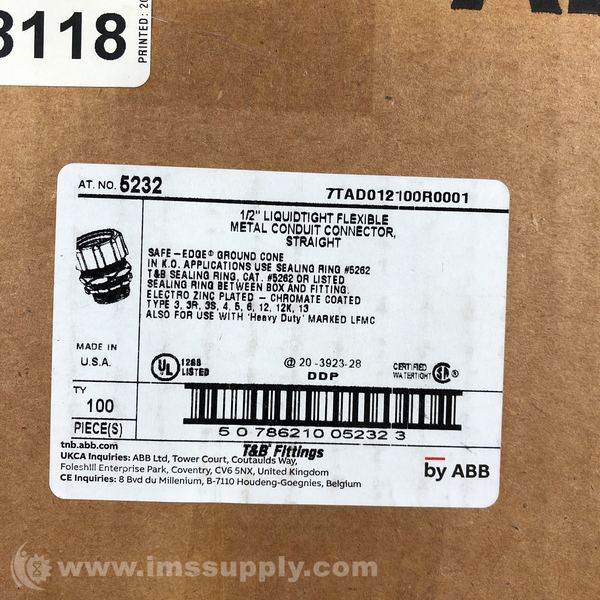 3118
PRINTED: 20
AT. NO. 5232
7TAD012100R0001
1/2" LIQUIDTIGHT FLEXIBLE
METAL CONDUIT CONNECTOR,
STRAIGHT
SAFE-EDGE® GROUND CONE
IN K.O. APPLICATIONS USE SEALING RING #5262
T&B SEALING RING, CAT. #5262 OR LISTED
SEALING RING BETWEEN BOX AND FITTING.
ELECTRO ZINC PLATED - CHROMATE COATED
TYPE 3, 3R, 3S, 4, 5, 6, 12, 12K, 13
ALSO FOR USE WITH 'Heavy Duty' MARKED LFMC
MADE IN
U.S.A.
UL
LISTED
@ 20-3923-28
DDP
CERTIFIED
WATERTIGHT
TY
100
PIECE(S)
5 0 786210 05232 3
T&B® Fittings
by ABB
tnb.abb.com
UKCA Inquiries: ABB Ltd, Tower Court, Coutaulds Way,
Foleshill Enterprise Park, Coventry, CV6 5NX, United Kingdom
CE Inquiries: 8 Bvd du Millenium, B-7110 Houdeng-Goegnies, Belgium
www.imssupply.com